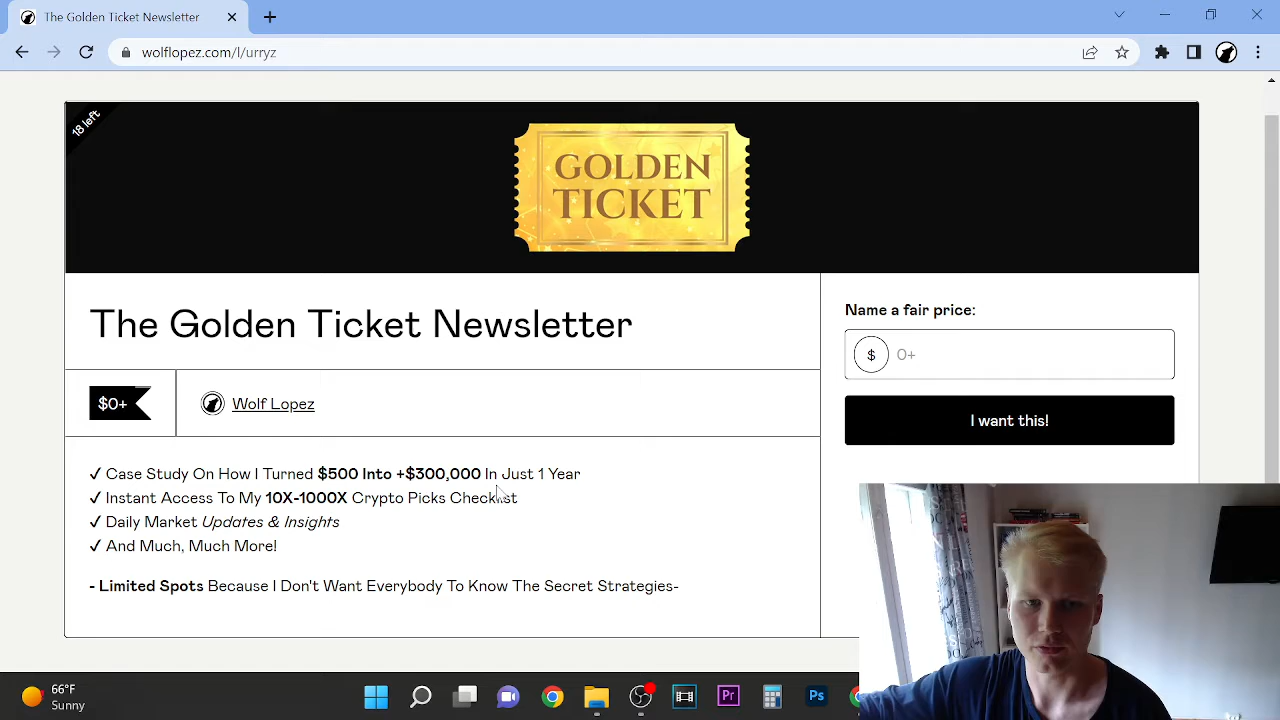 The Golden Ticket Newsletter
wolflopez.com/l/urryz
18 left
GOLDEN
TICKET
The Golden Ticket Newsletter
$0+
Wolf Lopez
✓ Case Study On How I Turned $500 Into +$300,000 In Just 1 Year
✓ Instant Access To My 10X-1000X Crypto Picks Checklist
✓ Daily Market Updates & Insights
✓ And Much, Much More!
- Limited Spots Because I Don't Want Everybody To Know The Secret Strategies-
Name a fair price:
$ 0+
I want this!
66°F
Sunny
Pr
Ps